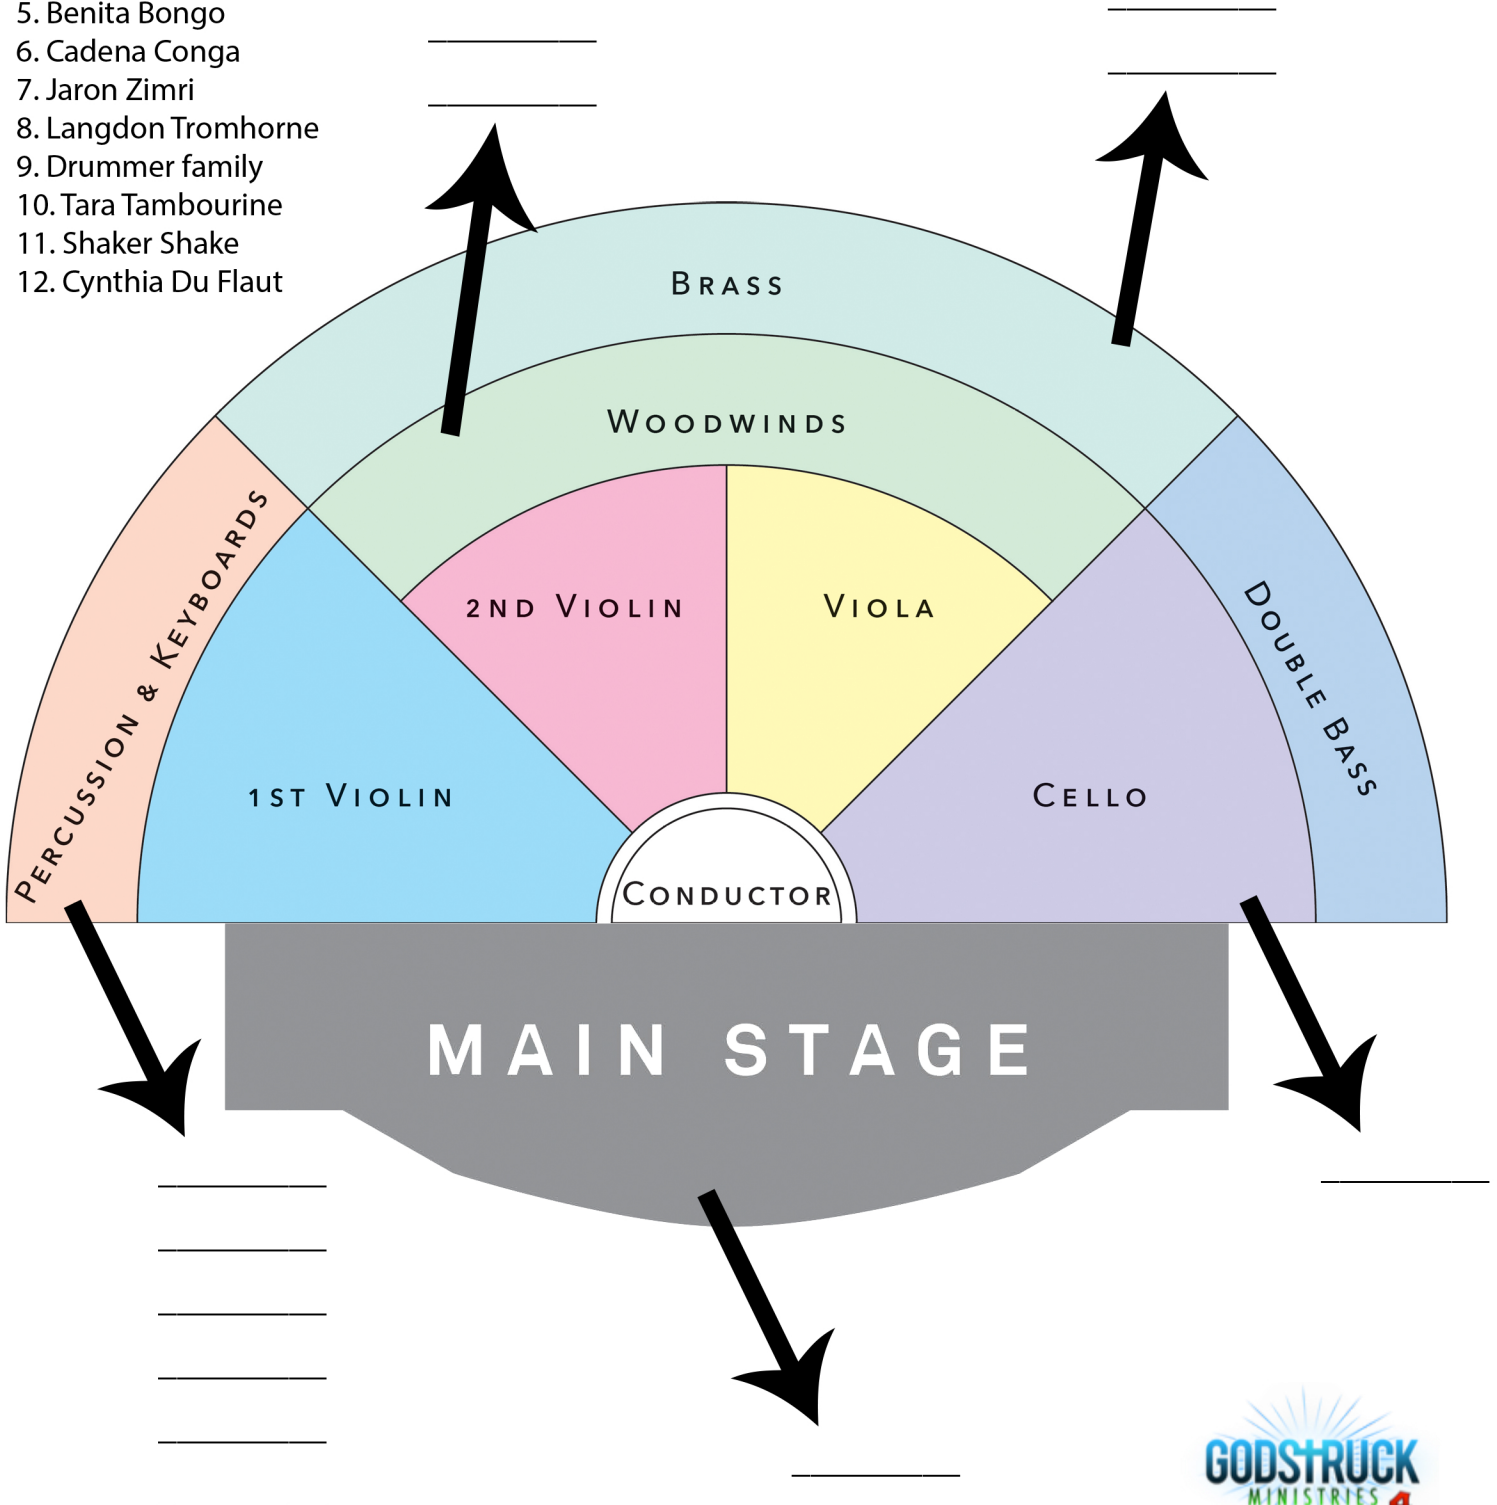 5. Benita Bongo
6. Cadena Conga
7. Jaron Zimri
8. Langdon Tromhorne
9. Drummer family
10. Tara Tambourine
11. Shaker Shake
12. Cynthia Du Flaut
BRASS
WOODWINDS
PERCUSSION & KEYBOARDS
2ND VIOLIN
VIOLA
DOUBLE BASS
1ST VIOLIN
CELLO
CONDUCTOR
MAIN STAGE
GODSTRUCK
MINISTRIES